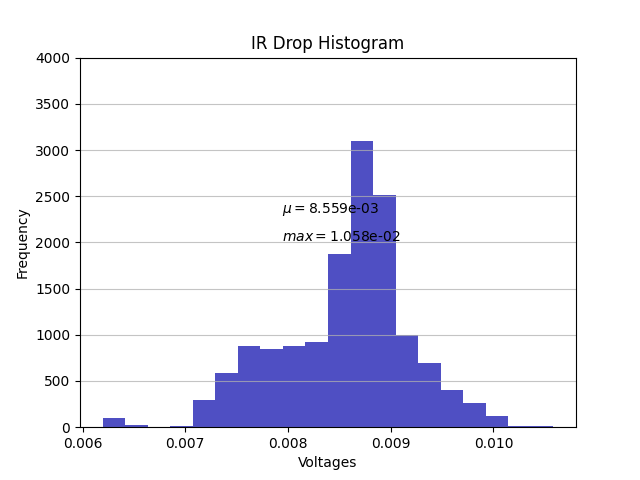 IR Drop Histogram
4000
3500
3000
2500
2000
1500
1000
500
0
Frequency
μ = 8.559e-03
max = 1.058e-02
0.006 0.007 0.008 0.009 0.010
Voltages